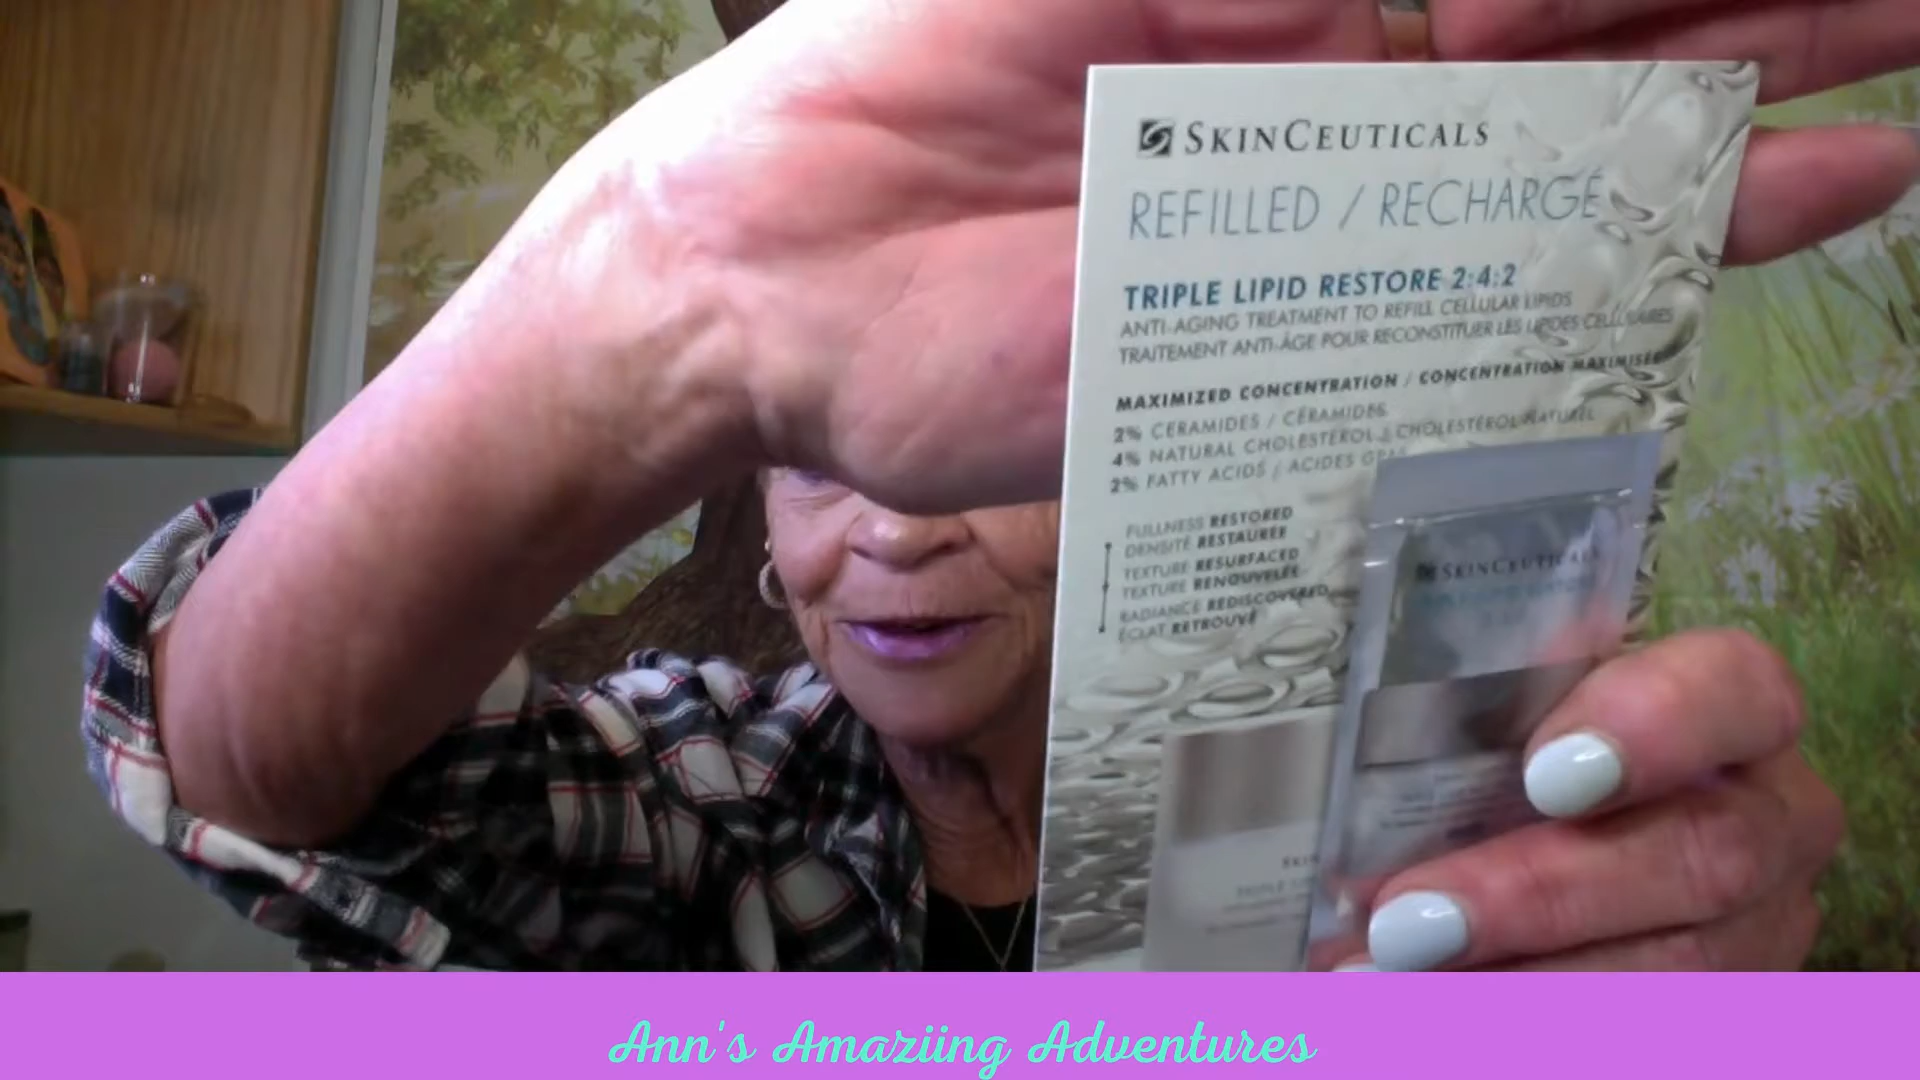 SKINCEUTICALS
REFILLED / RECHARGÉ
TRIPLE LIPID RESTORE 2:4:2
ANTI-AGING TREATMENT TO REFILL CELLULAR LIPIDS
TRAITEMENT ANTI-ÂGE POUR RECONSTITUER LES LIPIDES CELLULAIRES
MAXIMIZED CONCENTRATION / CONCENTRATION MAXIMISÉE
2% CERAMIDES / CÉRAMIDES
4% NATURAL CHOLESTEROL / CHOLESTÉROL NATUREL
2% FATTY ACIDS / ACIDES
FULLNESS RESTORED
DENSITÉ RESTAURÉE
TEXTURE RESURFACED
TEXTURE RENOUVELÉE
RADIANCE REDISCOVERED
ÉCLAT RETROUVÉ
SKINCEUTICALS
SKIN
Ann's Amaziing Adventures